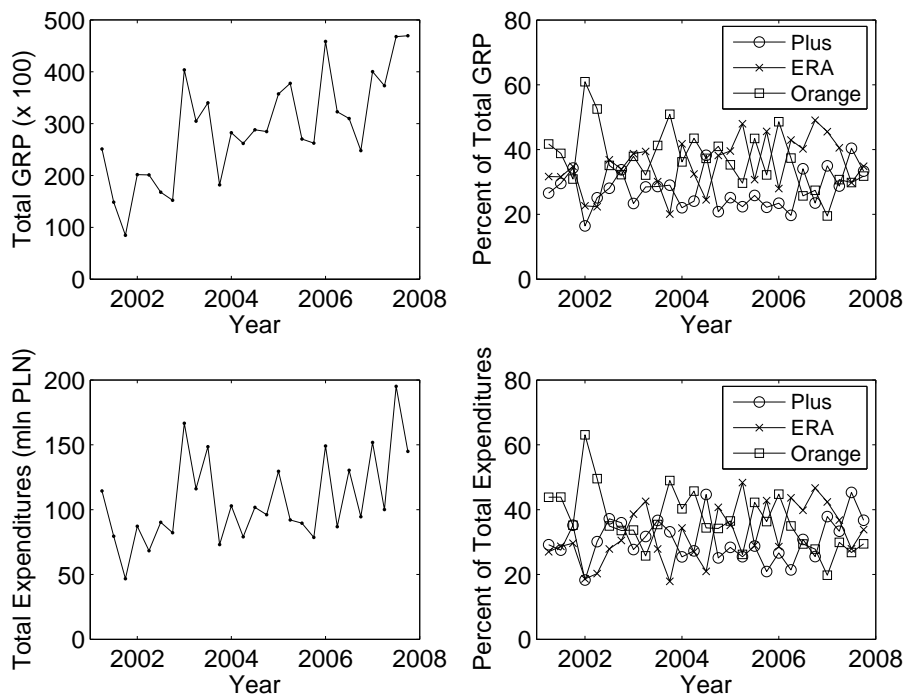 500
400
300
200
100
0
Total GRP (x 100)
2002 2004 2006 2008
Year
80
60
40
20
0
Percent of Total GRP
Plus
ERA
Orange
2002 2004 2006 2008
Year
200
150
100
50
0
Total Expenditures (mln PLN)
2002 2004 2006 2008
Year
80
60
40
20
0
Percent of Total Expenditures
Plus
ERA
Orange
2002 2004 2006 2008
Year